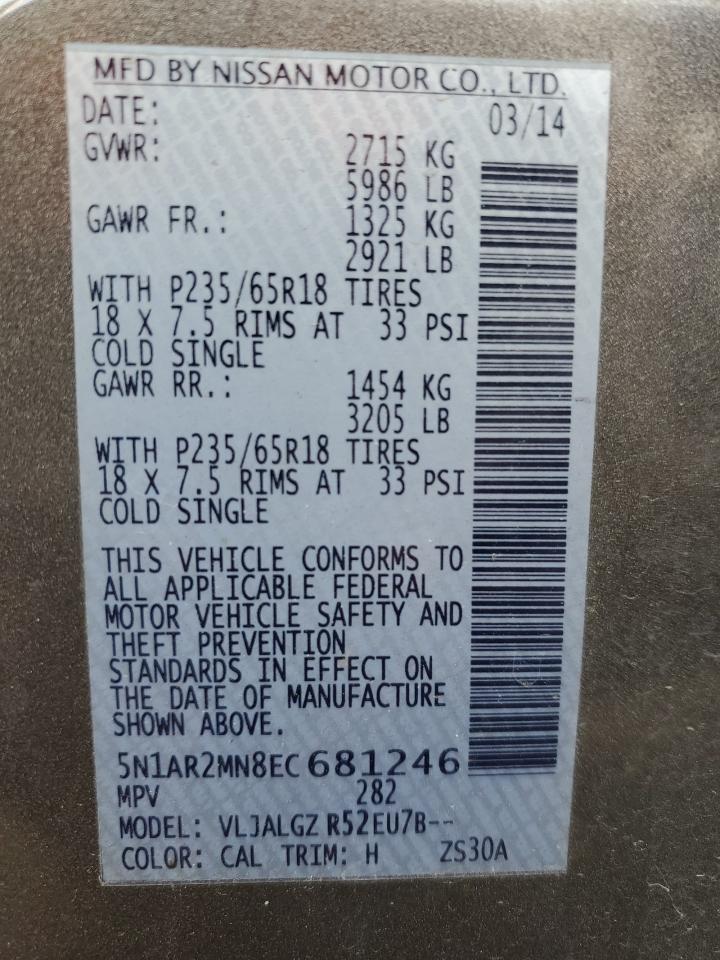 MFD BY NISSAN MOTOR CO., LTD.
DATE: 03/14
GVWR: 2715 KG
5986 LB
GAWR FR.: 1325 KG
2921 LB
WITH P235/65R18 TIRES
18 X 7.5 RIMS AT 33 PSI
COLD SINGLE
GAWR RR.: 1454 KG
3205 LB
WITH P235/65R18 TIRES
18 X 7.5 RIMS AT 33 PSI
COLD SINGLE
THIS VEHICLE CONFORMS TO
ALL APPLICABLE FEDERAL
MOTOR VEHICLE SAFETY AND
THEFT PREVENTION
STANDARDS IN EFFECT ON
THE DATE OF MANUFACTURE
SHOWN ABOVE.
5N1AR2MN8EC681246
MPV 282
MODEL: VLJALGZ R52EU7B--
COLOR: CAL TRIM: H ZS30A